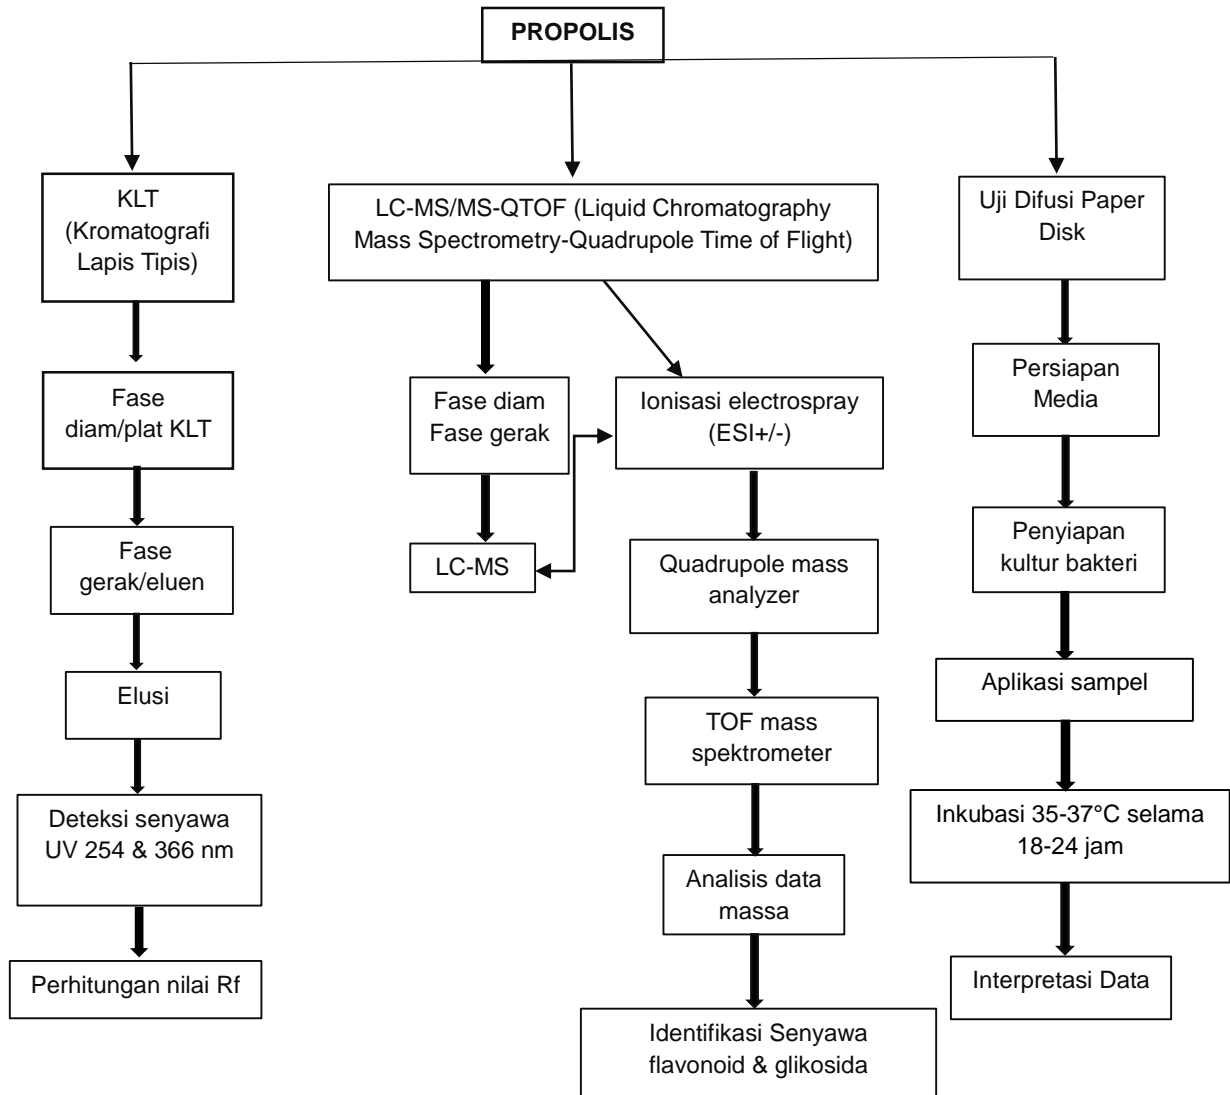 PROPOLIS
KLT
(Kromatografi
Lapis Tipis)
Fase
diam/plat KLT
Fase
gerak/eluen
Elusi
Deteksi senyawa
UV 254 & 366 nm
Perhitungan nilai Rf
LC-MS/MS-QTOF (Liquid Chromatography
Mass Spectrometry-Quadrupole Time of Flight)
Fase diam
Fase gerak
LC-MS
Ionisasi electrospray
(ESI+/-)
Quadrupole mass
analyzer
TOF mass
spektrometer
Analisis data
massa
Identifikasi Senyawa
flavonoid & glikosida
Uji Difusi Paper
Disk
Persiapan
Media
Penyiapan
kultur bakteri
Aplikasi sampel
Inkubasi 35-37°C selama
18-24 jam
Interpretasi Data